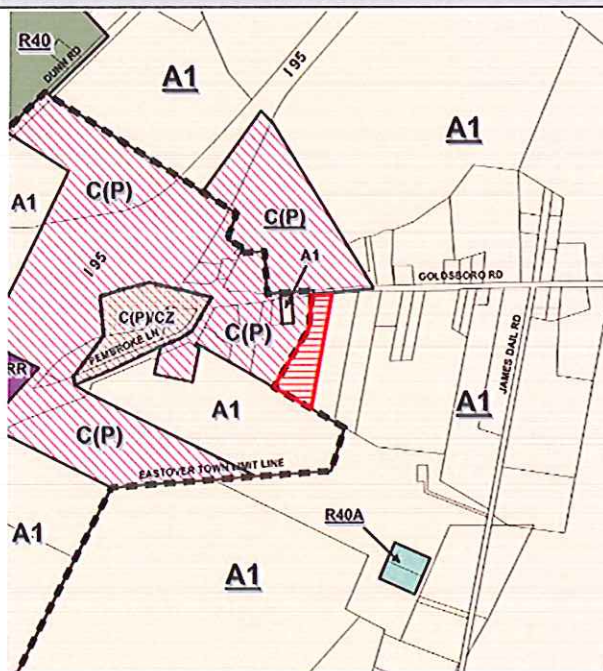 R40
DUNN RD
A1
I 95
A1
A1
C(P)
C(P)
A1
GOLDSBORO RD
I 95
C(P)/CZ
PEMBROKE LN
C(P)
JAMES DAIL RD
RR
A1
A1
C(P)
EASTOVER TOWN LIMIT LINE
A1
R40A
A1